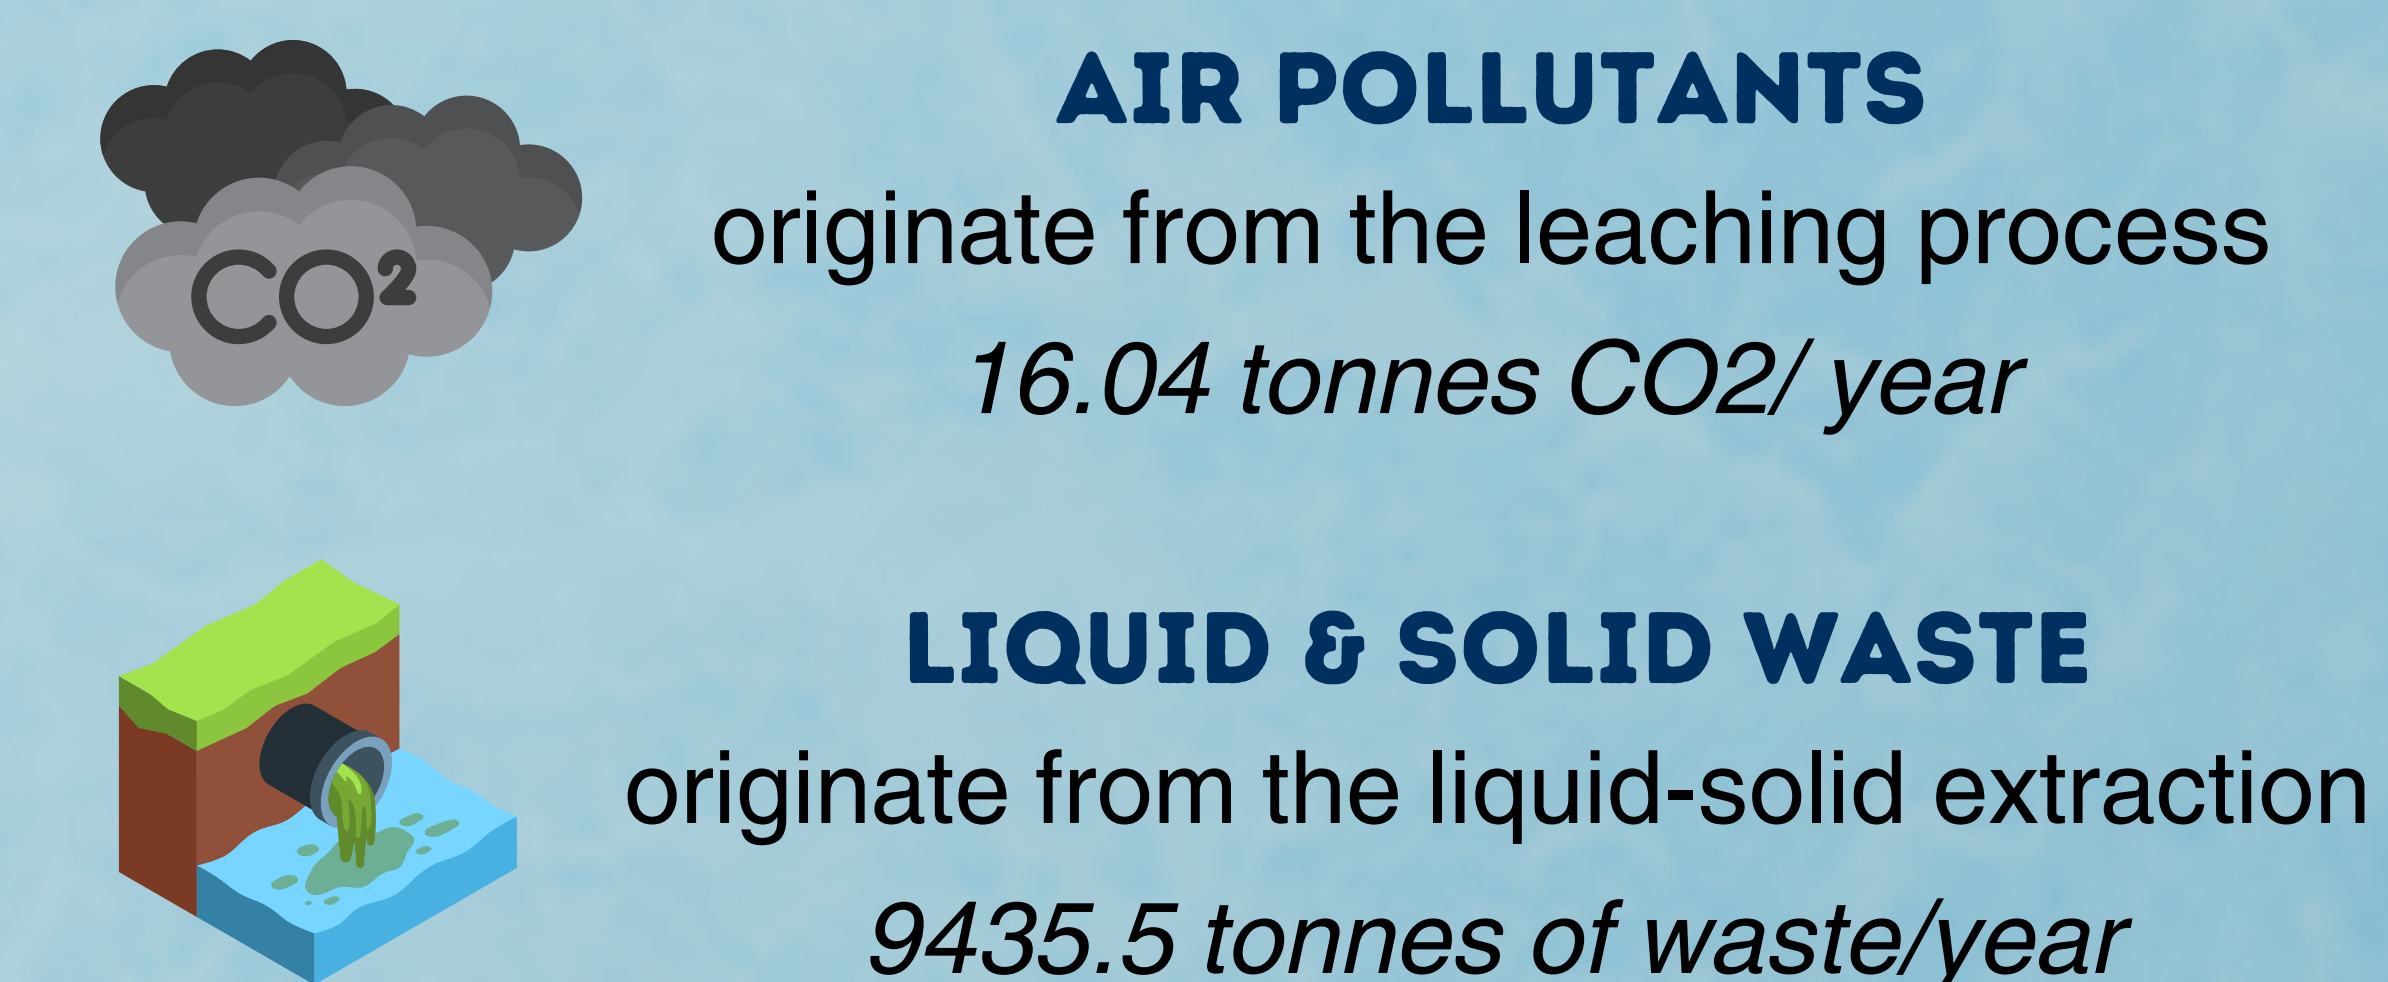 AIR POLLUTANTS
originate from the leaching process
16.04 tonnes CO2/ year
CO²
LIQUID & SOLID WASTE
originate from the liquid-solid extraction
9435.5 tonnes of waste/year